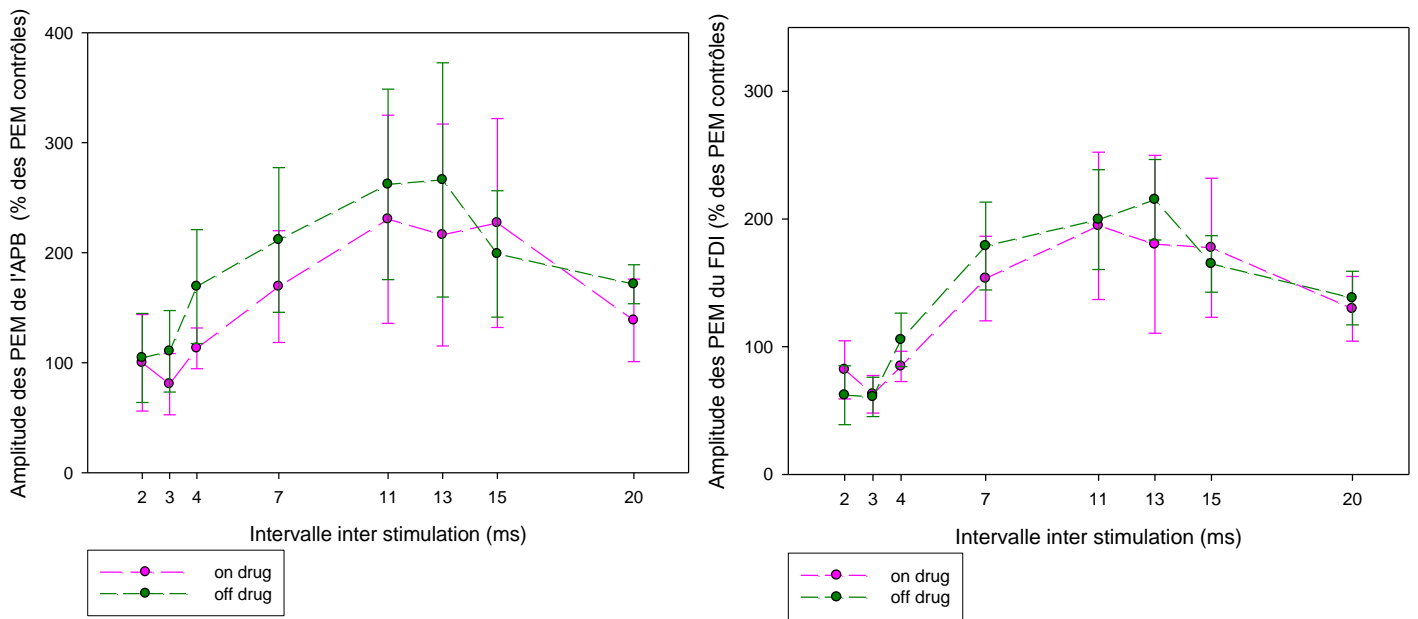 Amplitude des PEM de l'APB (% des PEM contrôles)
400
300
200
100
0
2 3 4 7 11 13 15 20
Intervalle inter stimulation (ms)
on drug
off drug
Amplitude des PEM du FDI (% des PEM contrôles)
300
200
100
0
2 3 4 7 11 13 15 20
Intervalle inter stimulation (ms)
on drug
off drug